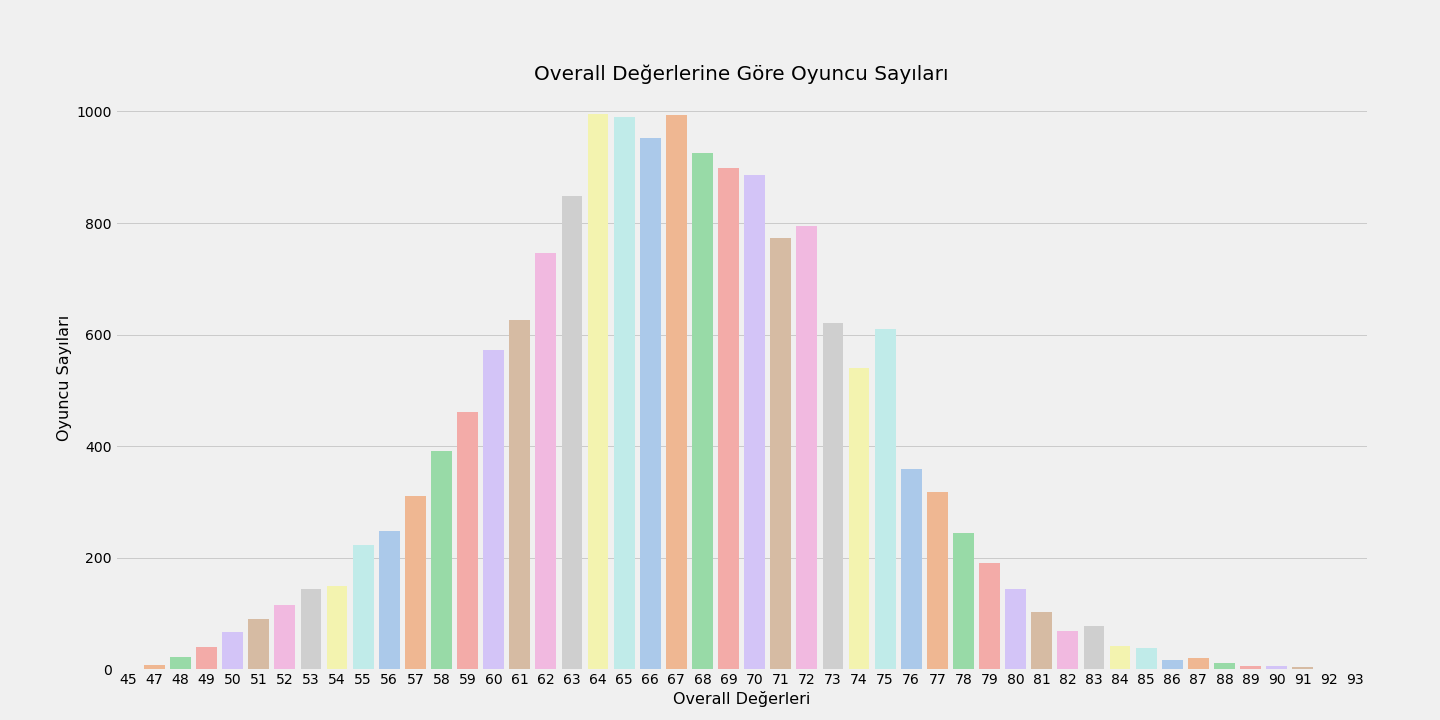 Overall Değerlerine Göre Oyuncu Sayıları
1000
800
600
400
200
0
Oyuncu Sayıları
45 47 48 49 50 51 52 53 54 55 56 57 58 59 60 61 62 63 64 65 66 67 68 69 70 71 72 73 74 75 76 77 78 79 80 81 82 83 84 85 86 87 88 89 90 91 92 93
Overall Değerleri